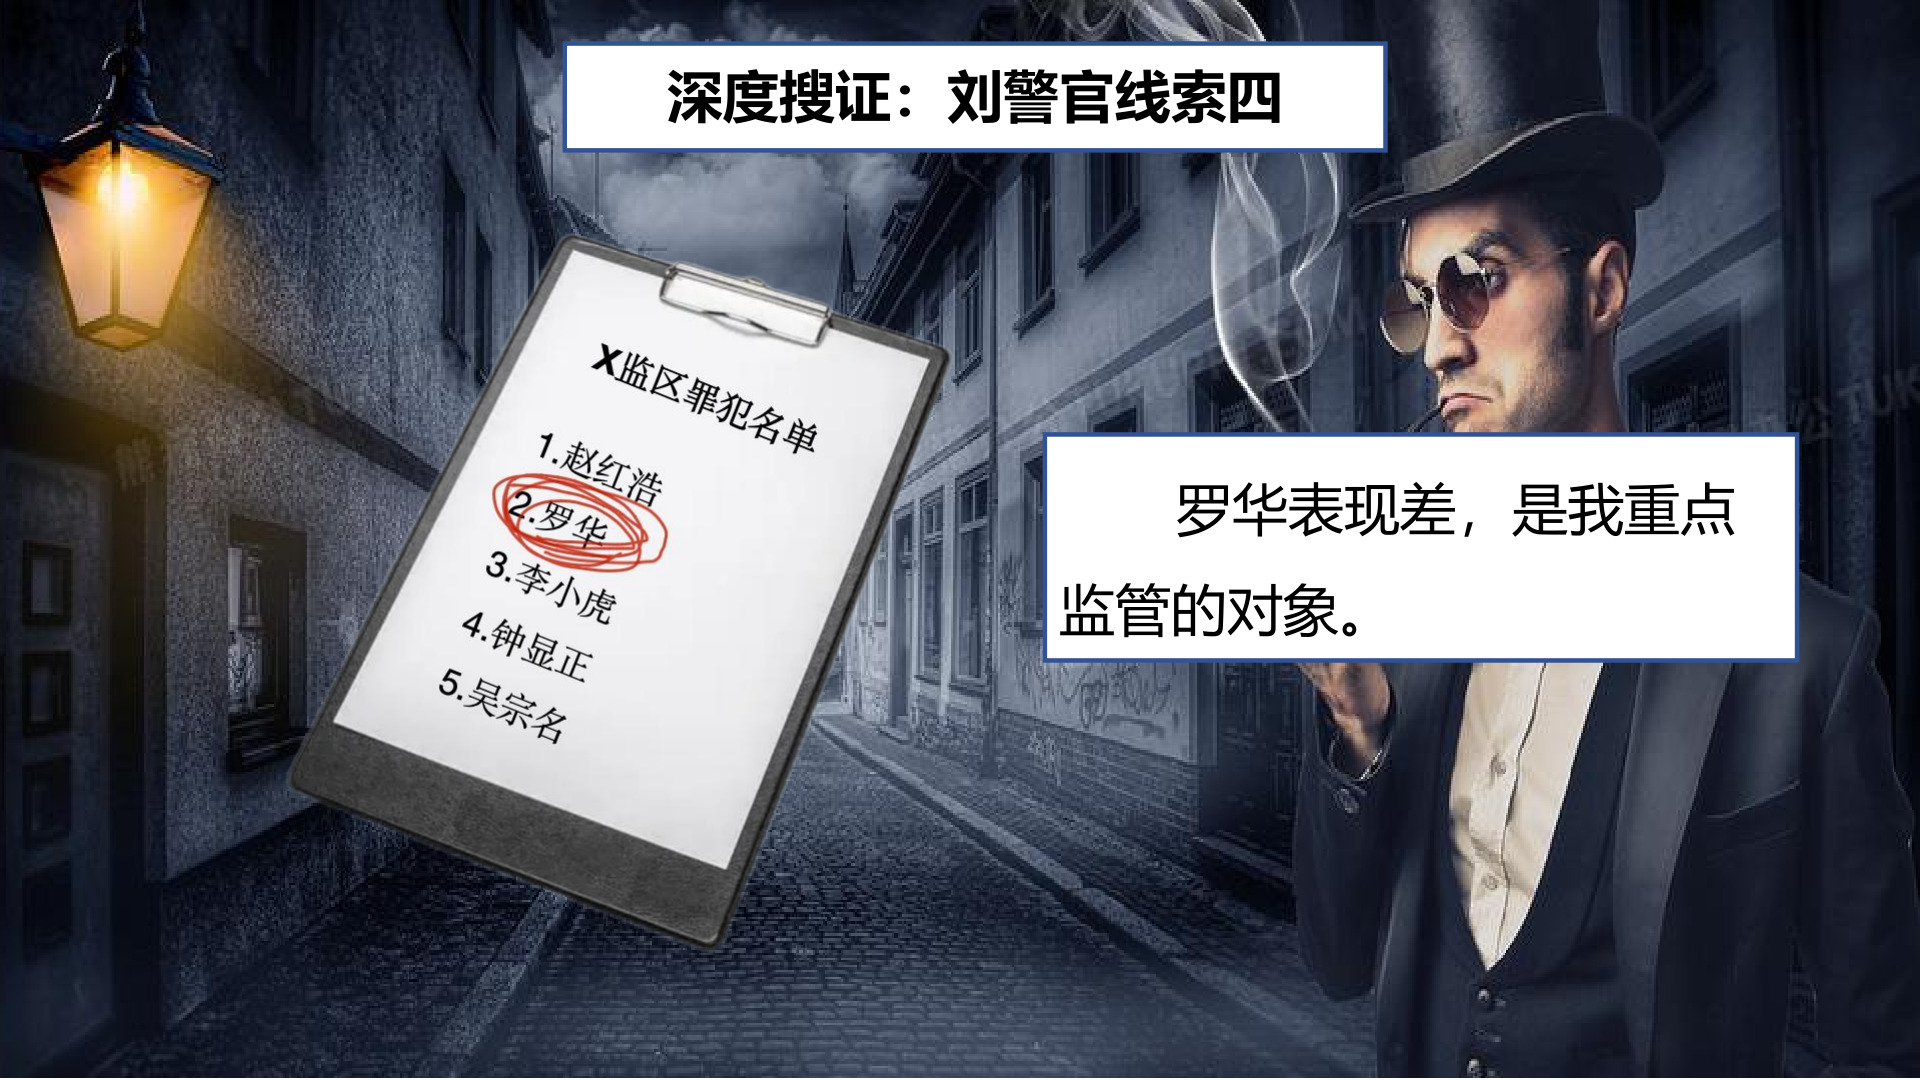 深度搜证：刘警官线索四
X监区罪犯名单
1.赵红浩
2.罗华
3.李小虎
4.钟显正
5.吴宗名
罗华表现差，是我重点
监管的对象。